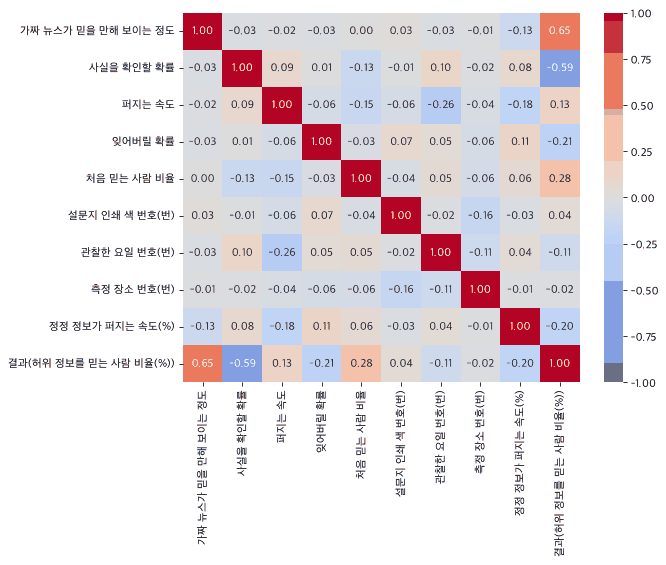 가짜 뉴스가 믿을 만해 보이는 정도 1.00 -0.03 -0.02 -0.03 0.00 0.03 -0.03 -0.01 -0.13 0.65
사실을 확인할 확률 -0.03 1.00 0.09 0.01 -0.13 -0.01 0.10 -0.02 0.08 -0.59
퍼지는 속도 -0.02 0.09 1.00 -0.06 -0.15 -0.06 -0.26 -0.04 -0.18 0.13
잊어버릴 확률 -0.03 0.01 -0.06 1.00 -0.03 0.07 0.05 -0.06 0.11 -0.21
처음 믿는 사람 비율 0.00 -0.13 -0.15 -0.03 1.00 -0.04 0.05 -0.06 0.06 0.28
설문지 인쇄 색 번호(번) 0.03 -0.01 -0.06 0.07 -0.04 1.00 -0.02 -0.16 -0.03 0.04
관찰한 요일 번호(번) -0.03 0.10 -0.26 0.05 0.05 -0.02 1.00 -0.11 0.04 -0.11
측정 장소 번호(번) -0.01 -0.02 -0.04 -0.06 -0.06 -0.16 -0.11 1.00 -0.01 -0.02
정정 정보가 퍼지는 속도(%) -0.13 0.08 -0.18 0.11 0.06 -0.03 0.04 -0.01 1.00 -0.20
결과(허위 정보를 믿는 사람 비율(%)) 0.65 -0.59 0.13 -0.21 0.28 0.04 -0.11 -0.02 -0.20 1.00
가짜 뉴스가 믿을 만해 보이는 정도
사실을 확인할 확률
퍼지는 속도
잊어버릴 확률
처음 믿는 사람 비율
설문지 인쇄 색 번호(번)
관찰한 요일 번호(번)
측정 장소 번호(번)
정정 정보가 퍼지는 속도(%)
결과(허위 정보를 믿는 사람 비율(%))
1.00
0.75
0.50
0.25
0.00
-0.25
-0.50
-0.75
-1.00